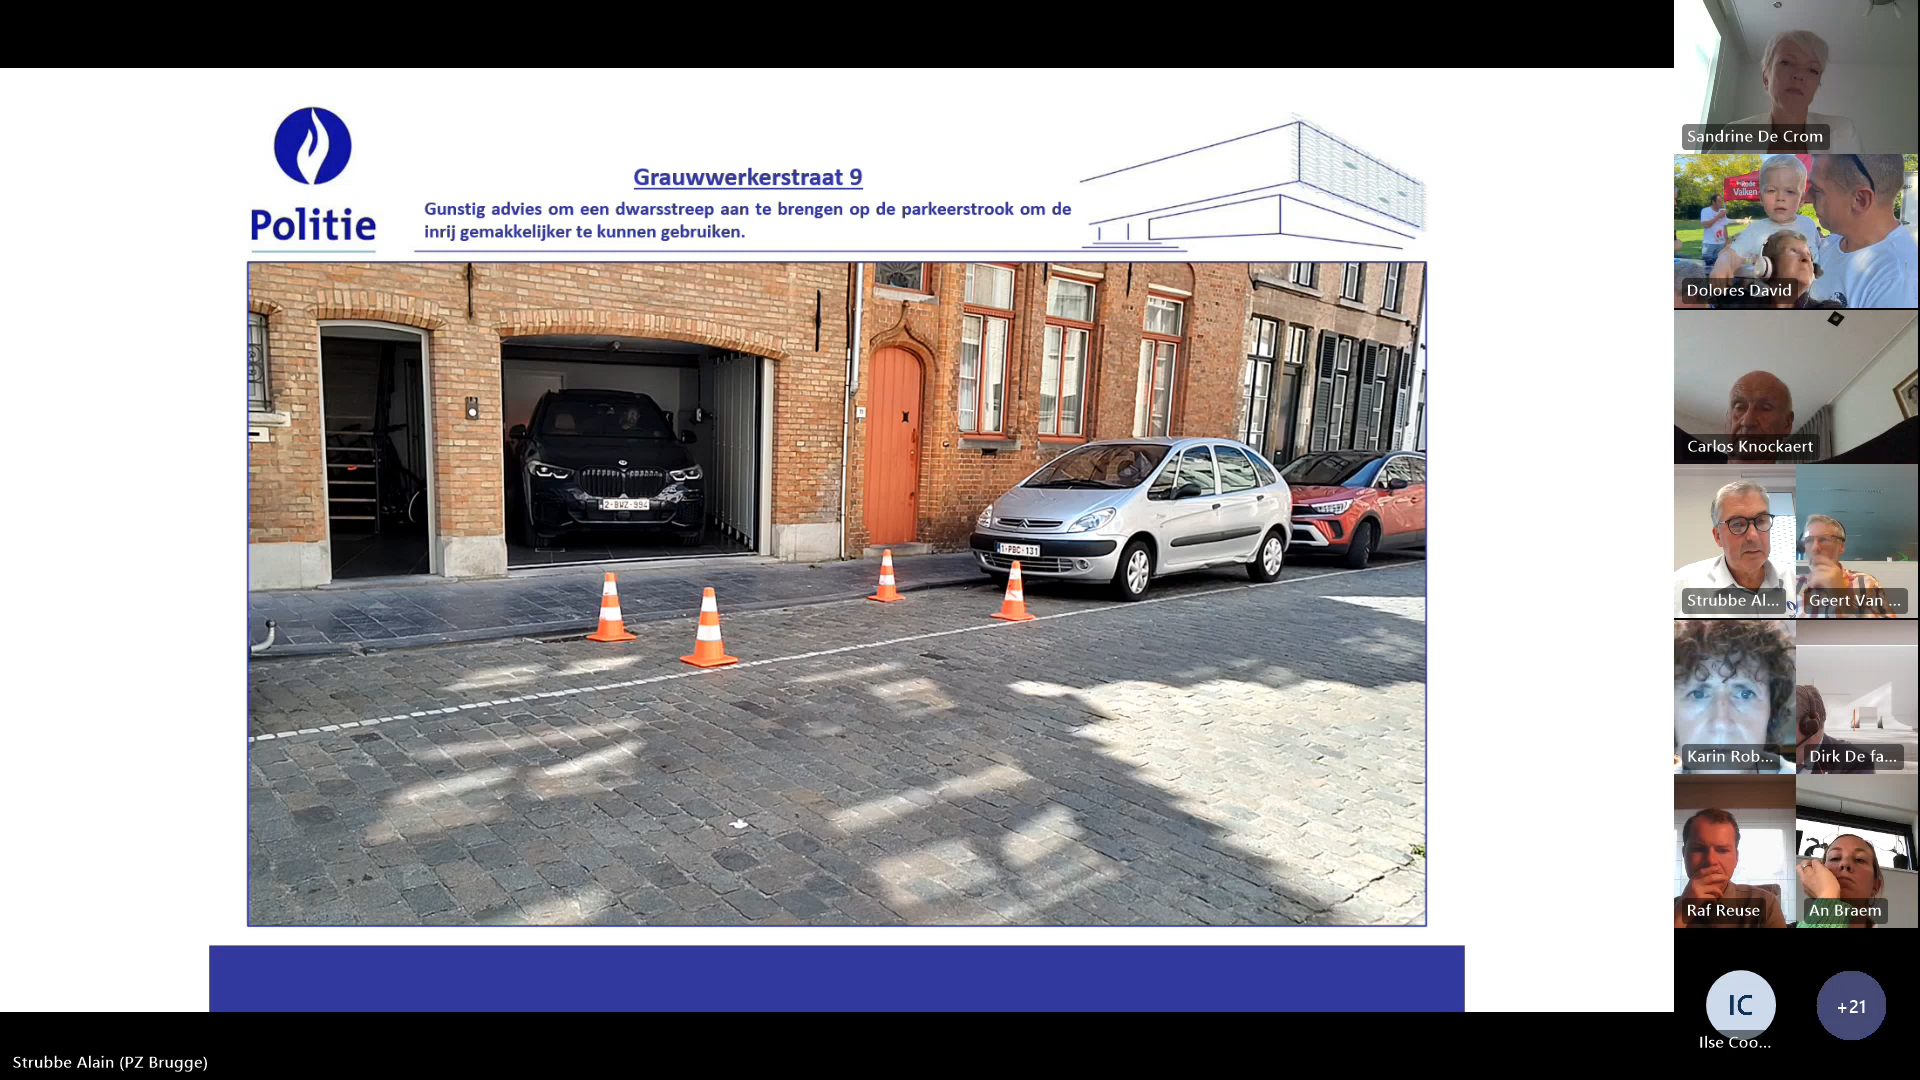 Politie
Grauwwerkerstraat 9
Gunstig advies om een dwarsstreep aan te brengen op de parkeerstrook om de
inrij gemakkelijker te kunnen gebruiken.
2-BWZ-994
1-PBC-131
Sandrine De Crom
Rode
Valken
Dolores David
Carlos Knockaert
Strubbe Al...
Geert Van ...
Karin Rob...
Dirk De fa...
Raf Reuse
An Braem
IC
+21
Ilse Coo...
Strubbe Alain (PZ Brugge)